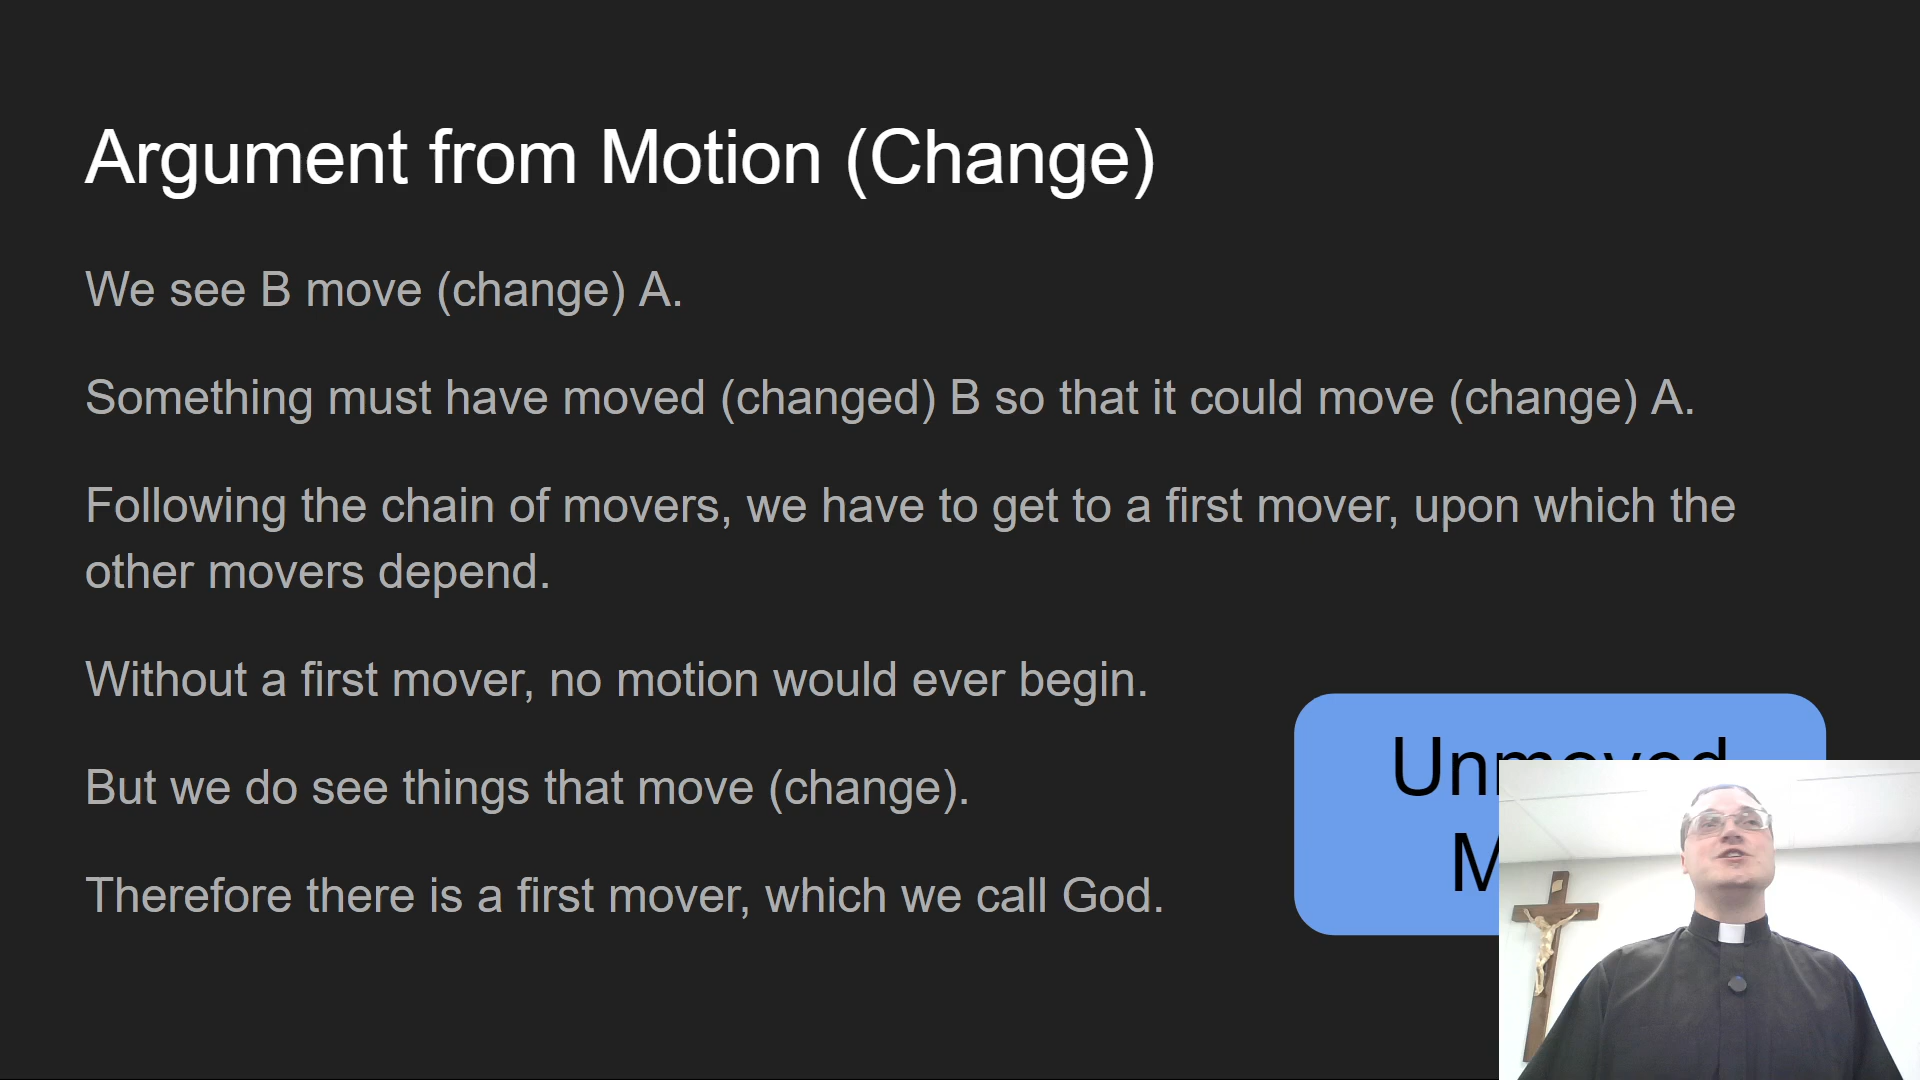 Argument from Motion (Change)
We see B move (change) A.
Something must have moved (changed) B so that it could move (change) A.
Following the chain of movers, we have to get to a first mover, upon which the
other movers depend.
Without a first mover, no motion would ever begin.
But we do see things that move (change).
Therefore there is a first mover, which we call God.
Unmoved